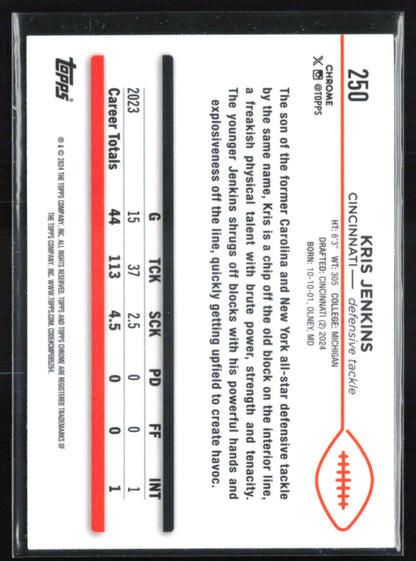 250
CHROME
X @TOPPS
KRIS JENKINS
CINCINNATI — defensive tackle
HT: 6'3" WT: 305 COLLEGE: MICHIGAN
DRAFTED: CINCINNATI (2) 2024
BORN: 10-10-01, OLNEY, MD
The son of the former Carolina and New York all-star defensive tackle
by the same name, Kris is a chip off the old block on the interior line,
a freakish physical talent with brute power, strength and tenacity.
The younger Jenkins shrugs off blocks with his powerful hands and
explosiveness off the line, quickly getting upfield to create havoc.
G TCK SCK PD FF INT
2023 15 37 2.5 0 0 1
Career Totals 44 113 4.5 0 0 1
topps
® & © 2024 THE TOPPS COMPANY, INC. ALL RIGHTS RESERVED. TOPPS AND TOPPS CHROME ARE REGISTERED TRADEMARKS OF
THE TOPPS COMPANY, INC. WWW.TOPPS.COM.